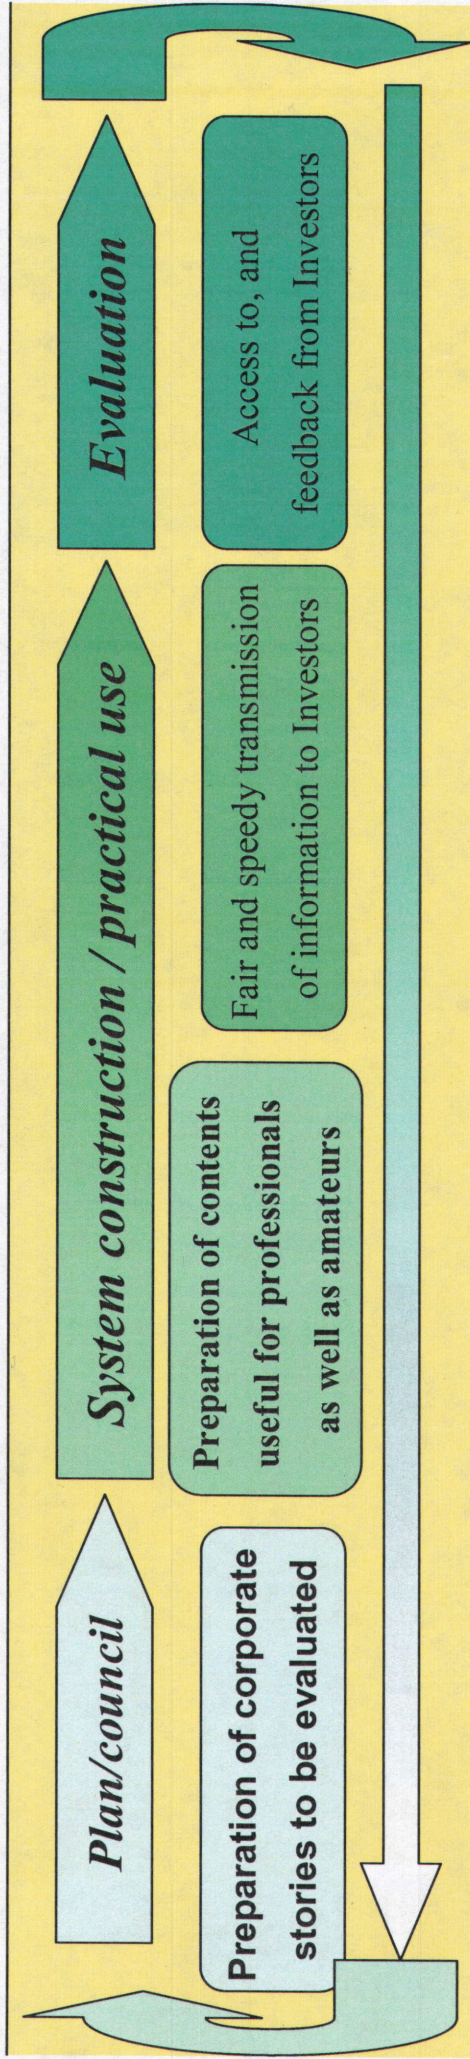 Plan/council
System construction / practical use
Evaluation
Preparation of corporate
stories to be evaluated
Preparation of contents
useful for professionals
as well as amateurs
Fair and speedy transmission
of information to Investors
Access to, and
feedback from Investors